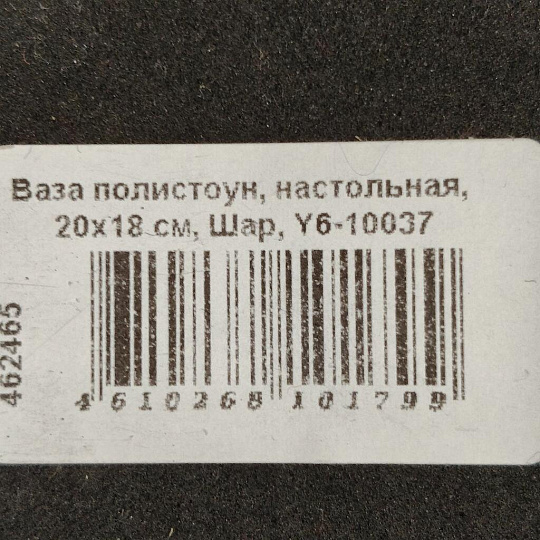 Ваза полистоун, настольная,
20х18 см, Шар, Y6-10037
462465
4 610268 101799